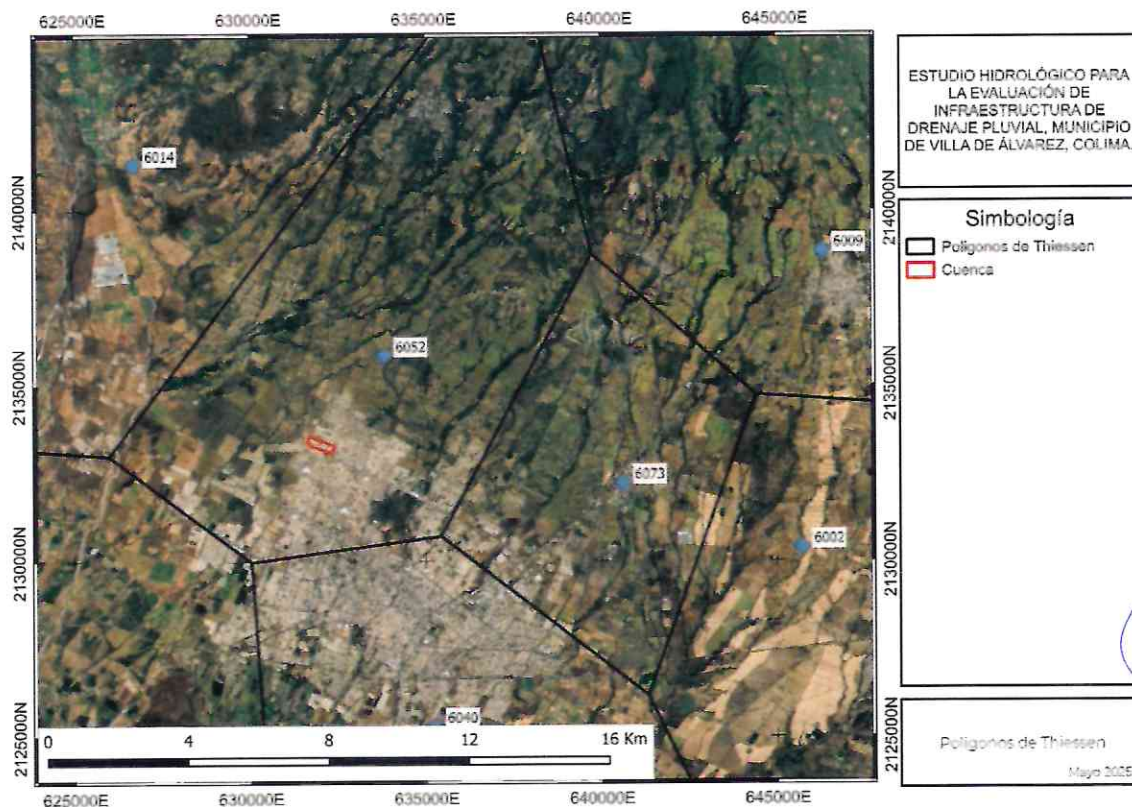 625000E 630000E 635000E 640000E 645000E
ESTUDIO HIDROLÓGICO PARA
LA EVALUACIÓN DE
INFRAESTRUCTURA DE
DRENAJE PLUVIAL, MUNICIPIO
DE VILLA DE ÁLVAREZ, COLIMA.
Simbología
Polígonos de Thiessen
Cuenca
6014
6009
6052
6073
6002
6040
2140000N
2135000N
2130000N
2125000N
2140000N
2135000N
2130000N
2125000N
0 4 8 12 16 Km
625000E 630000E 635000E 640000E 645000E
Polígonos de Thiessen
Mayo 2025